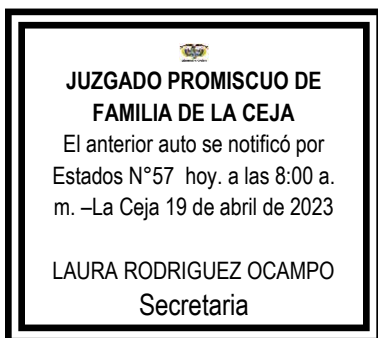 JUZGADO PROMISCUO DE
FAMILIA DE LA CEJA
El anterior auto se notificó por
Estados N°57 hoy. a las 8:00 a.
m. –La Ceja 19 de abril de 2023
LAURA RODRIGUEZ OCAMPO
Secretaria